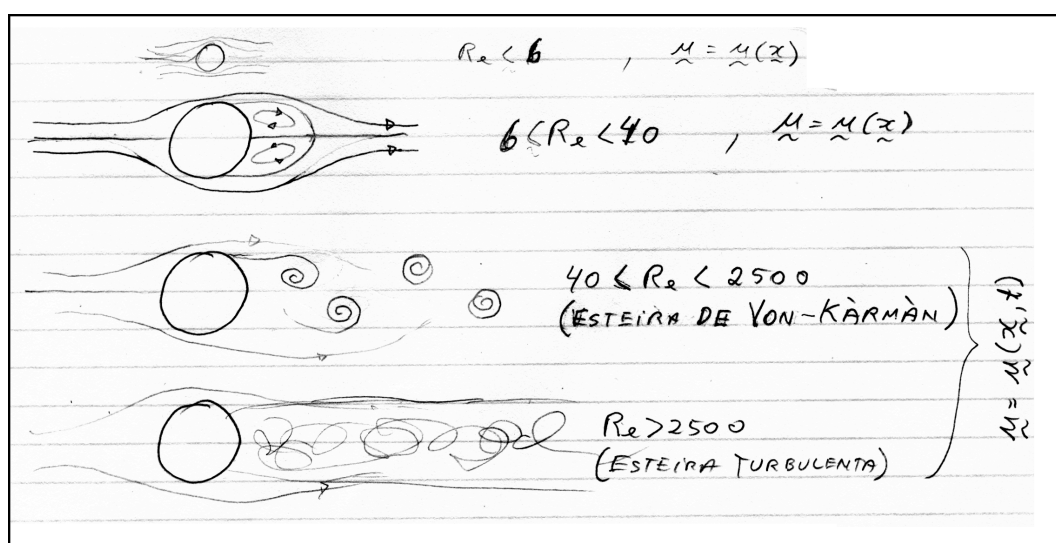 Re < 6 , u = u(x)
6 ≤ Re < 40 , u = u(x)
40 ≤ Re < 2500
(ESTEIRA DE VON-KÀRMÀN)
Re > 2500
(ESTEIRA TURBULENTA)
u = u(x, t)